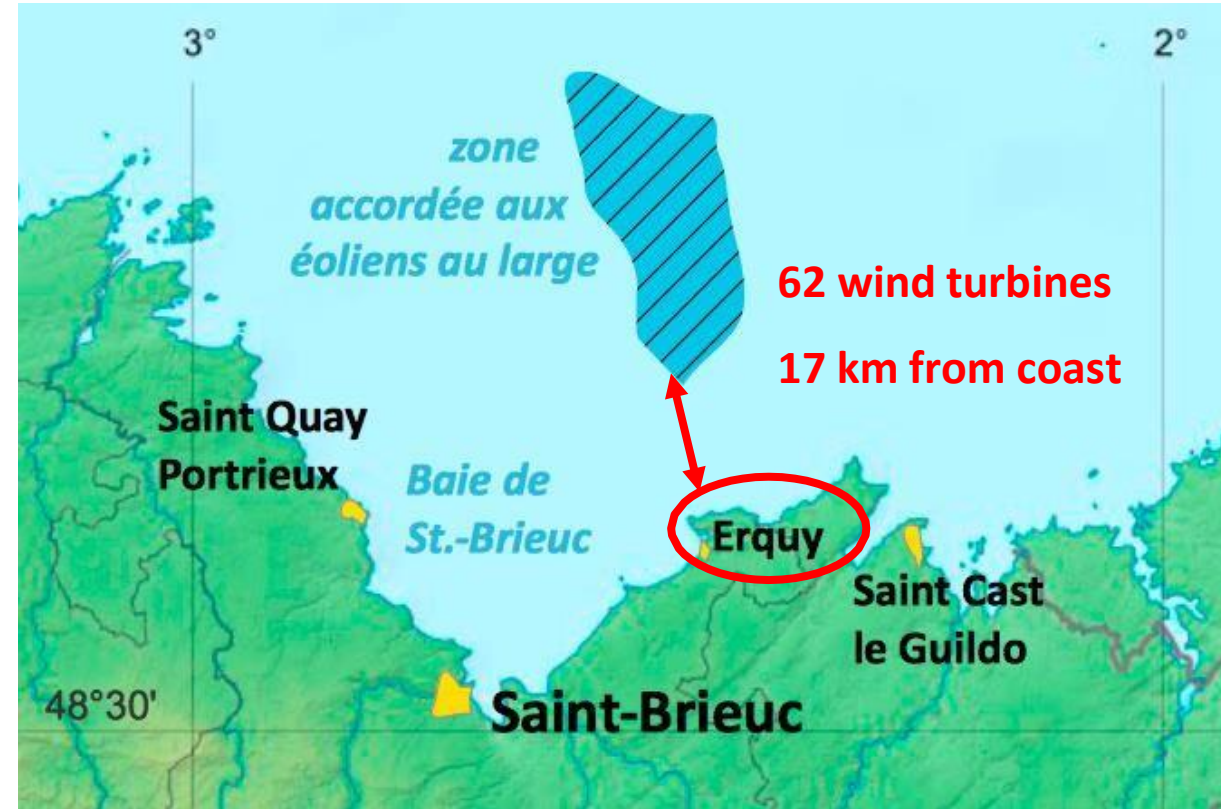 3°
2°
zone
accordée aux
éoliens au large
62 wind turbines
17 km from coast
Saint Quay
Portrieux
Baie de
St.-Brieuc
Erquy
Saint Cast
le Guildo
48°30'
Saint-Brieuc